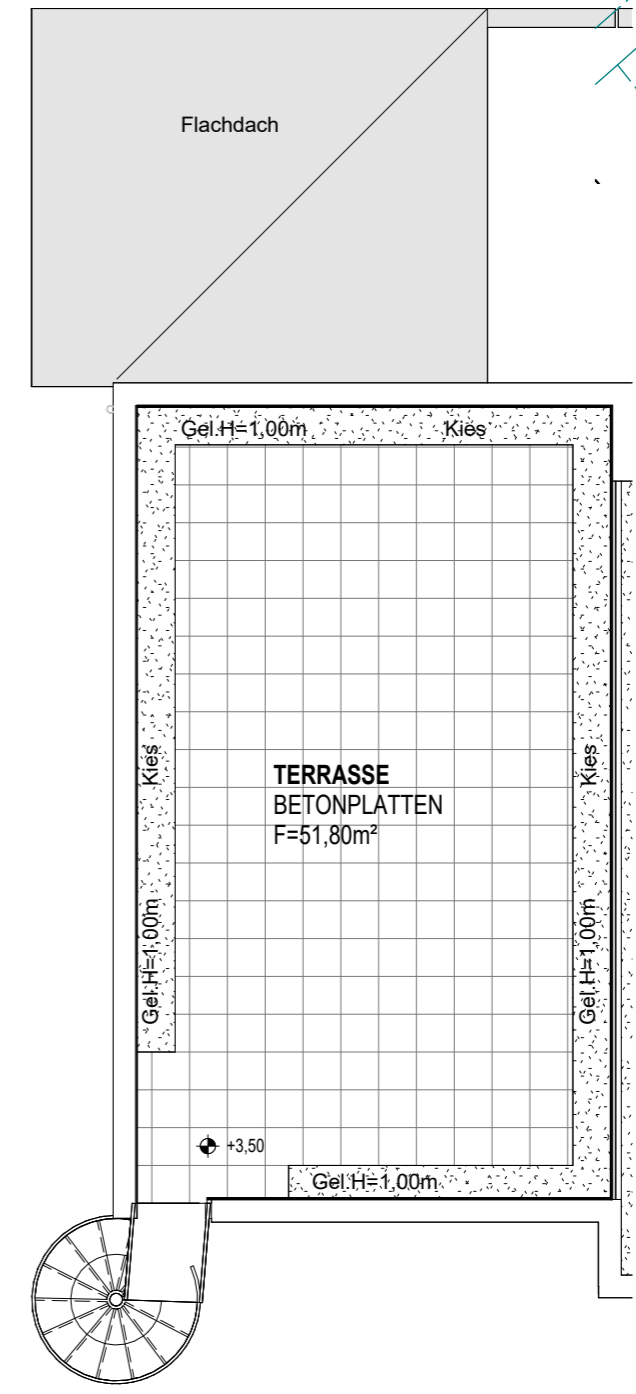 Flachdach
Gel.H=1,00m
Kies
Kies
Kies
TERRASSE
BETONPLATTEN
F=51,80m²
Gel.H=1,00m
Gel.H=1,00m
+3,50
Gel.H=1,00m